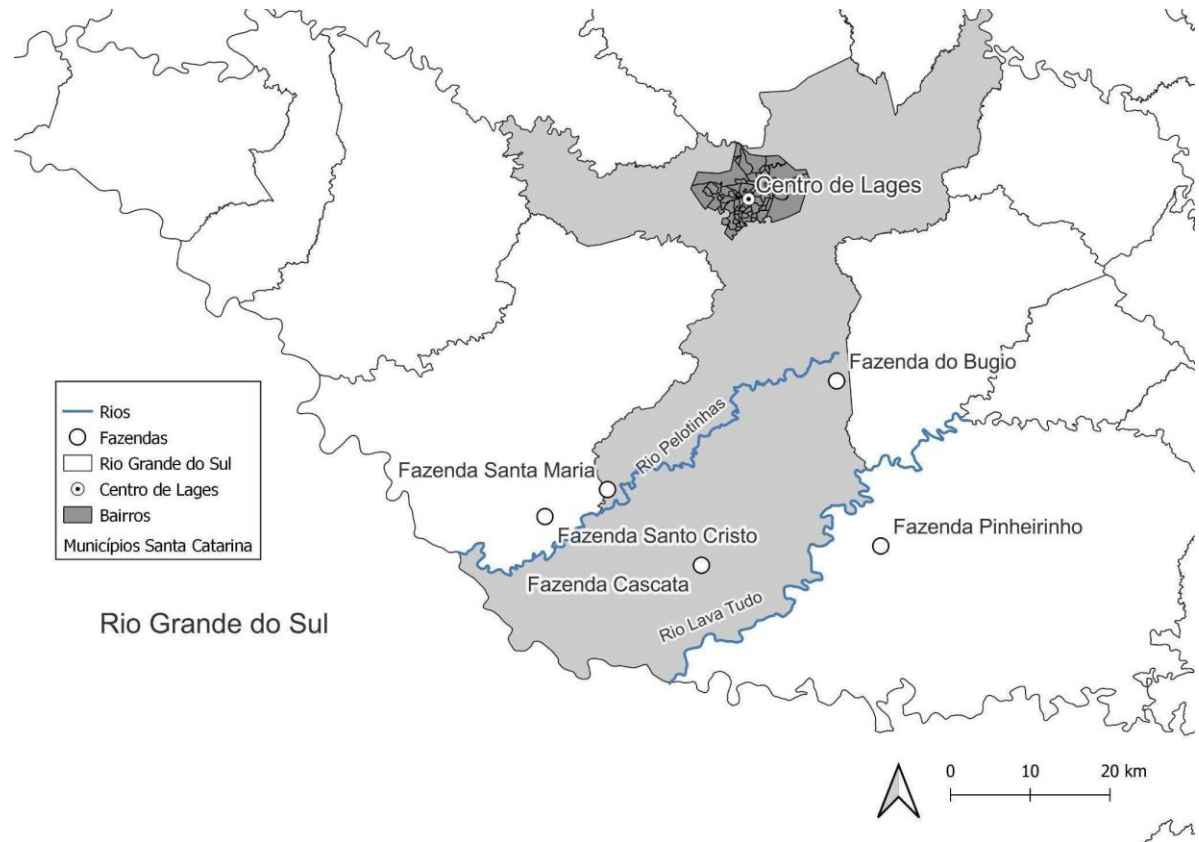 Centro de Lages
Fazenda do Bugio
Rio Pelotinhas
Rios
Fazendas
Rio Grande do Sul
Centro de Lages
Bairros
Municípios Santa Catarina
Fazenda Santa Maria
Fazenda Santo Cristo
Fazenda Pinheirinho
Fazenda Cascata
Rio Lava Tudo
Rio Grande do Sul
0 10 20 km